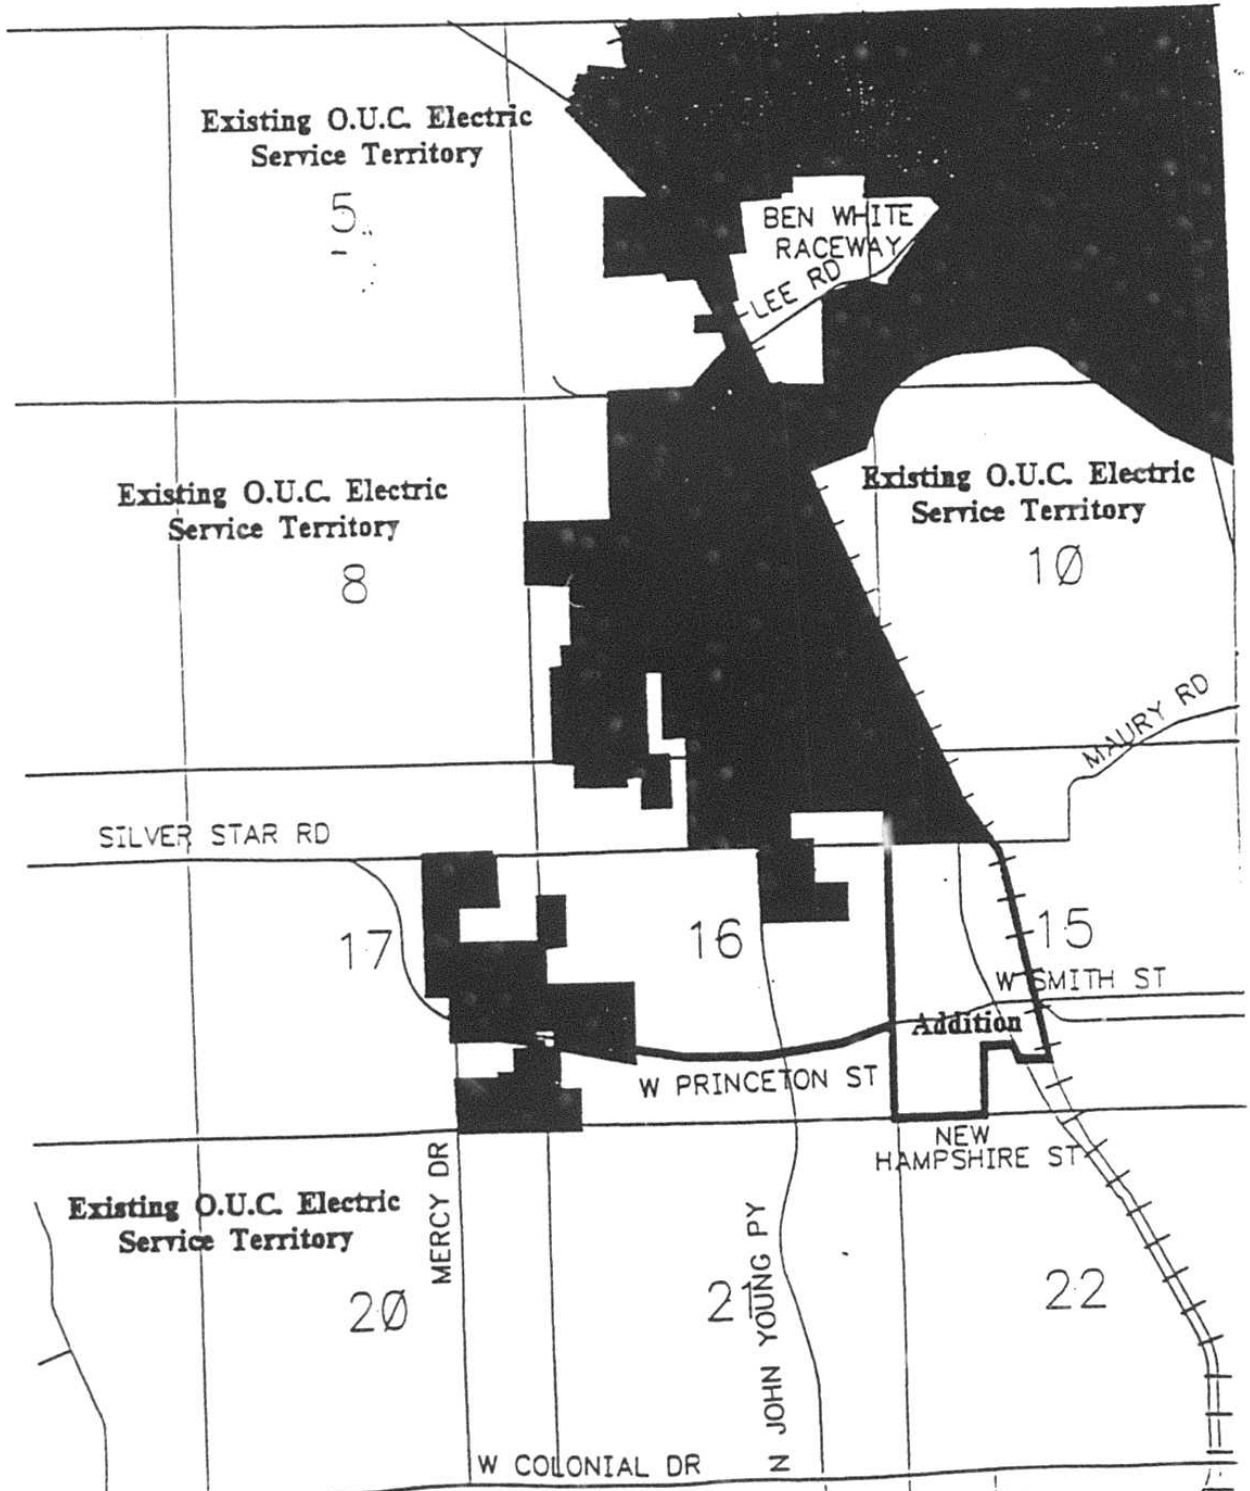 Existing O.U.C. Electric
Service Territory
5
BEN WHITE
RACEWAY
LEE RD
Existing O.U.C. Electric
Service Territory
8
Existing O.U.C. Electric
Service Territory
10
MAURY RD
SILVER STAR RD
17
16
15
W SMITH ST
Addition
W PRINCETON ST
NEW
HAMPSHIRE ST
Existing O.U.C. Electric
Service Territory
MERCY DR
20
21
N JOHN YOUNG PY
22
W COLONIAL DR